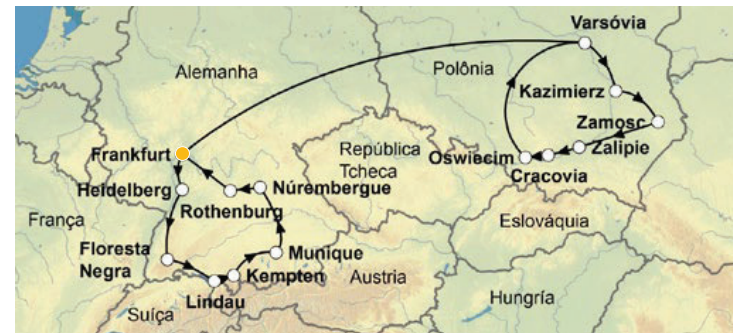 Varsóvia
Alemanha
Polônia
Kazimierz
Zamosc
Frankfurt
República
Tcheca
Oswiecim
Zalipie
Cracovia
Heidelberg
Núrembergue
Rothenburg
França
Eslováquia
Floresta
Negra
Munique
Kempten
Austria
Lindau
Hungría
Suíça